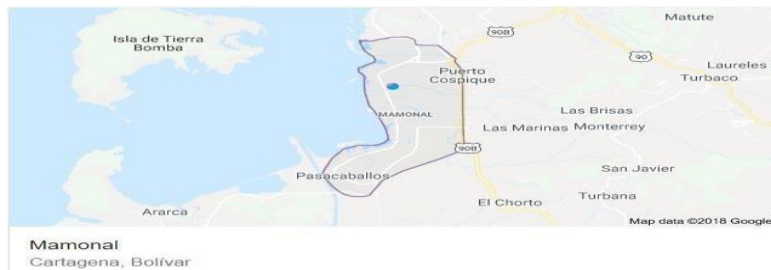 Matute
Isla de Tierra
Bomba
90B
90
Laureles
Turbaco
Puerto
Cospique
MAMONAL
Las Brisas
Las Marinas
Monterrey
90B
San Javier
Pasacaballos
Turbana
El Chorto
Ararca
Map data ©2018 Google
Mamonal
Cartagena, Bolívar